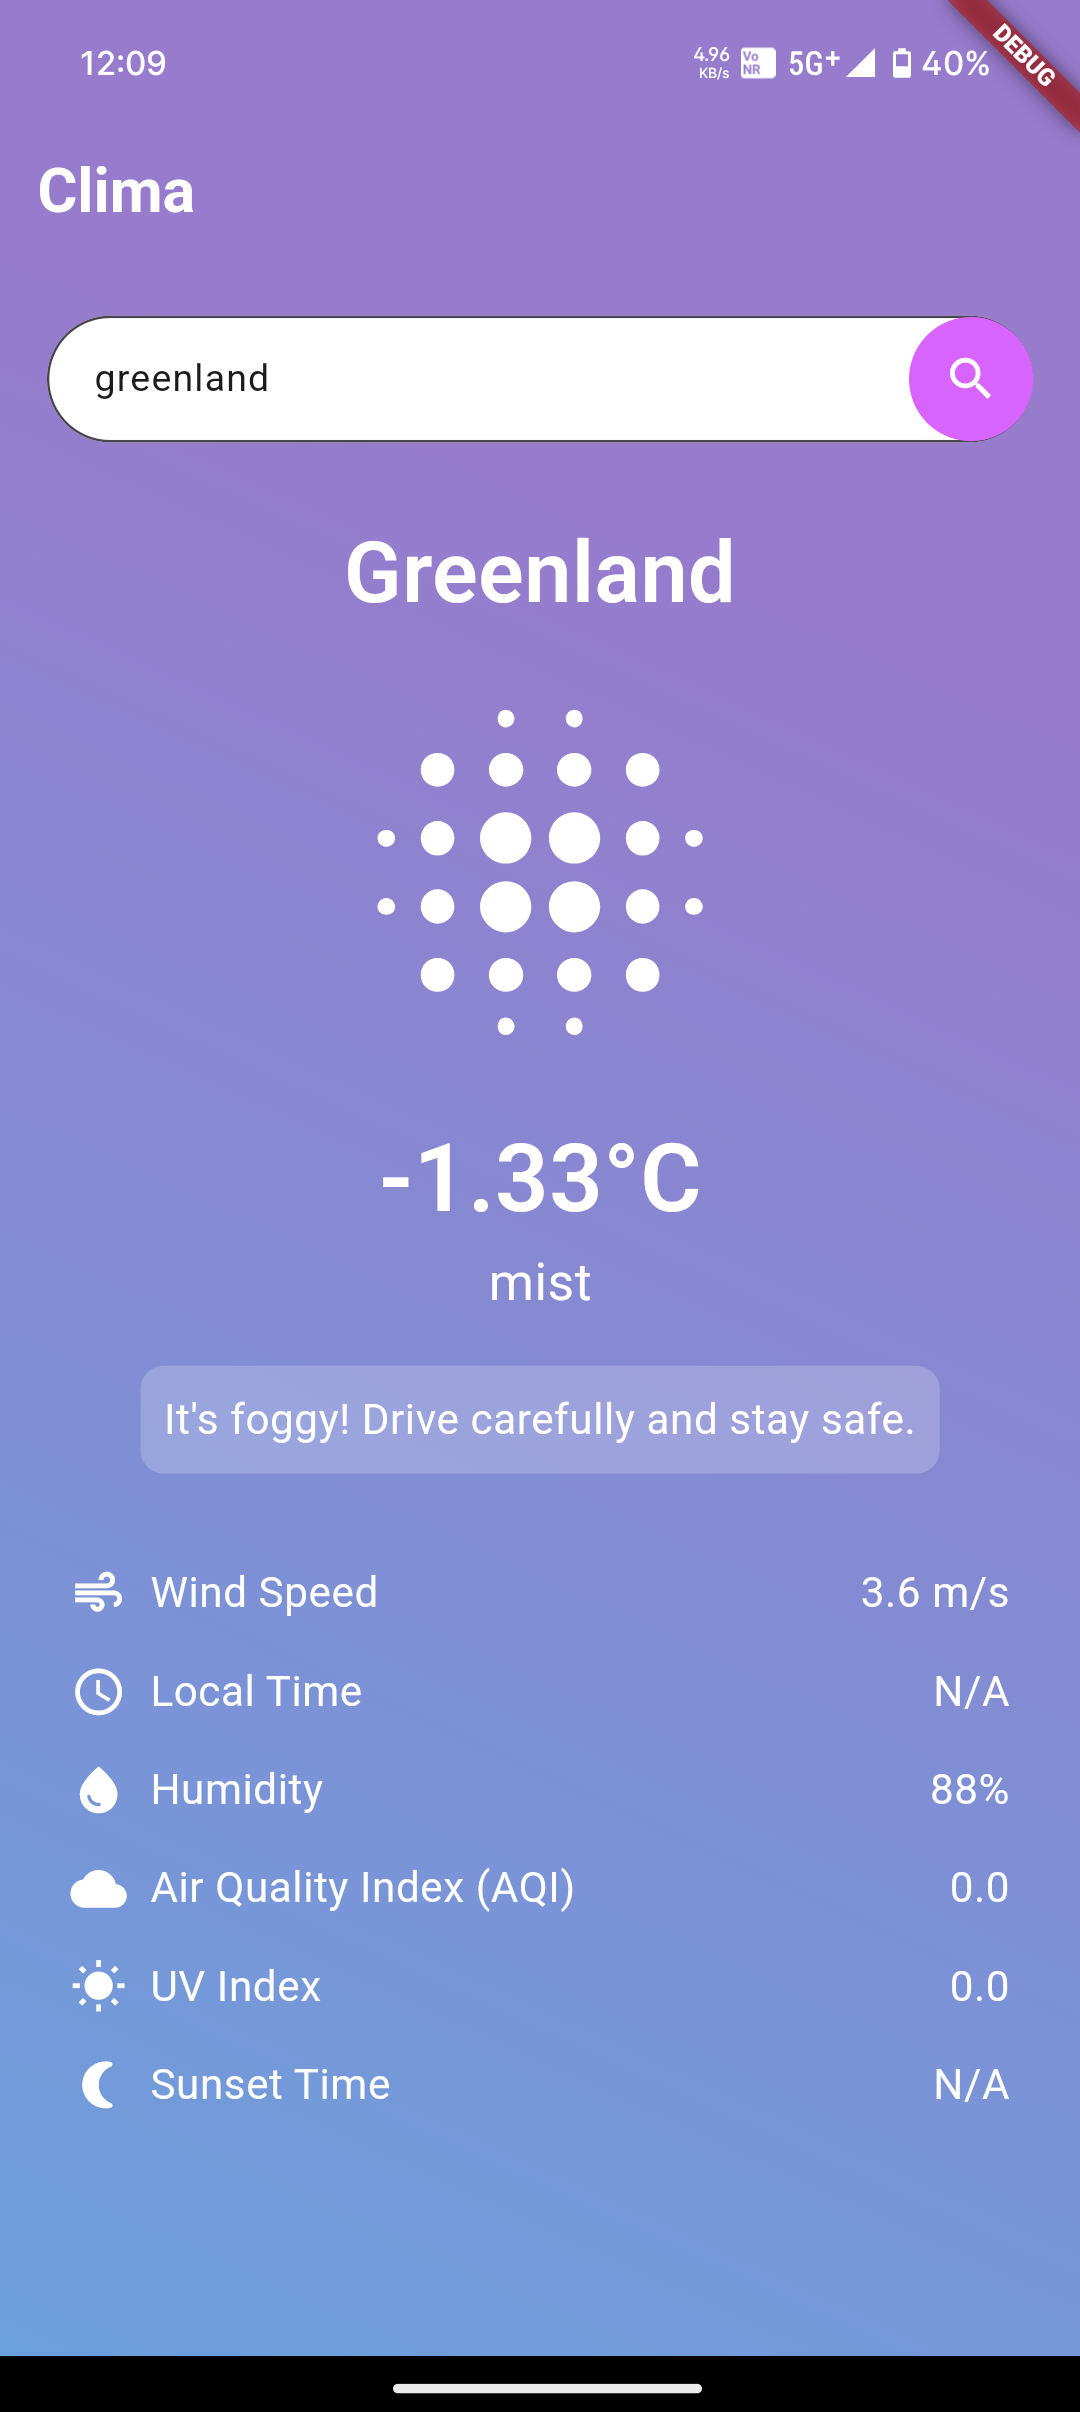 12:09
4.96
KB/s
Vo
NR
5G+
40%
DEBUG
Clima
greenland
Greenland
-1.33°C
mist
It's foggy! Drive carefully and stay safe.
Wind Speed 3.6 m/s
Local Time N/A
Humidity 88%
Air Quality Index (AQI) 0.0
UV Index 0.0
Sunset Time N/A